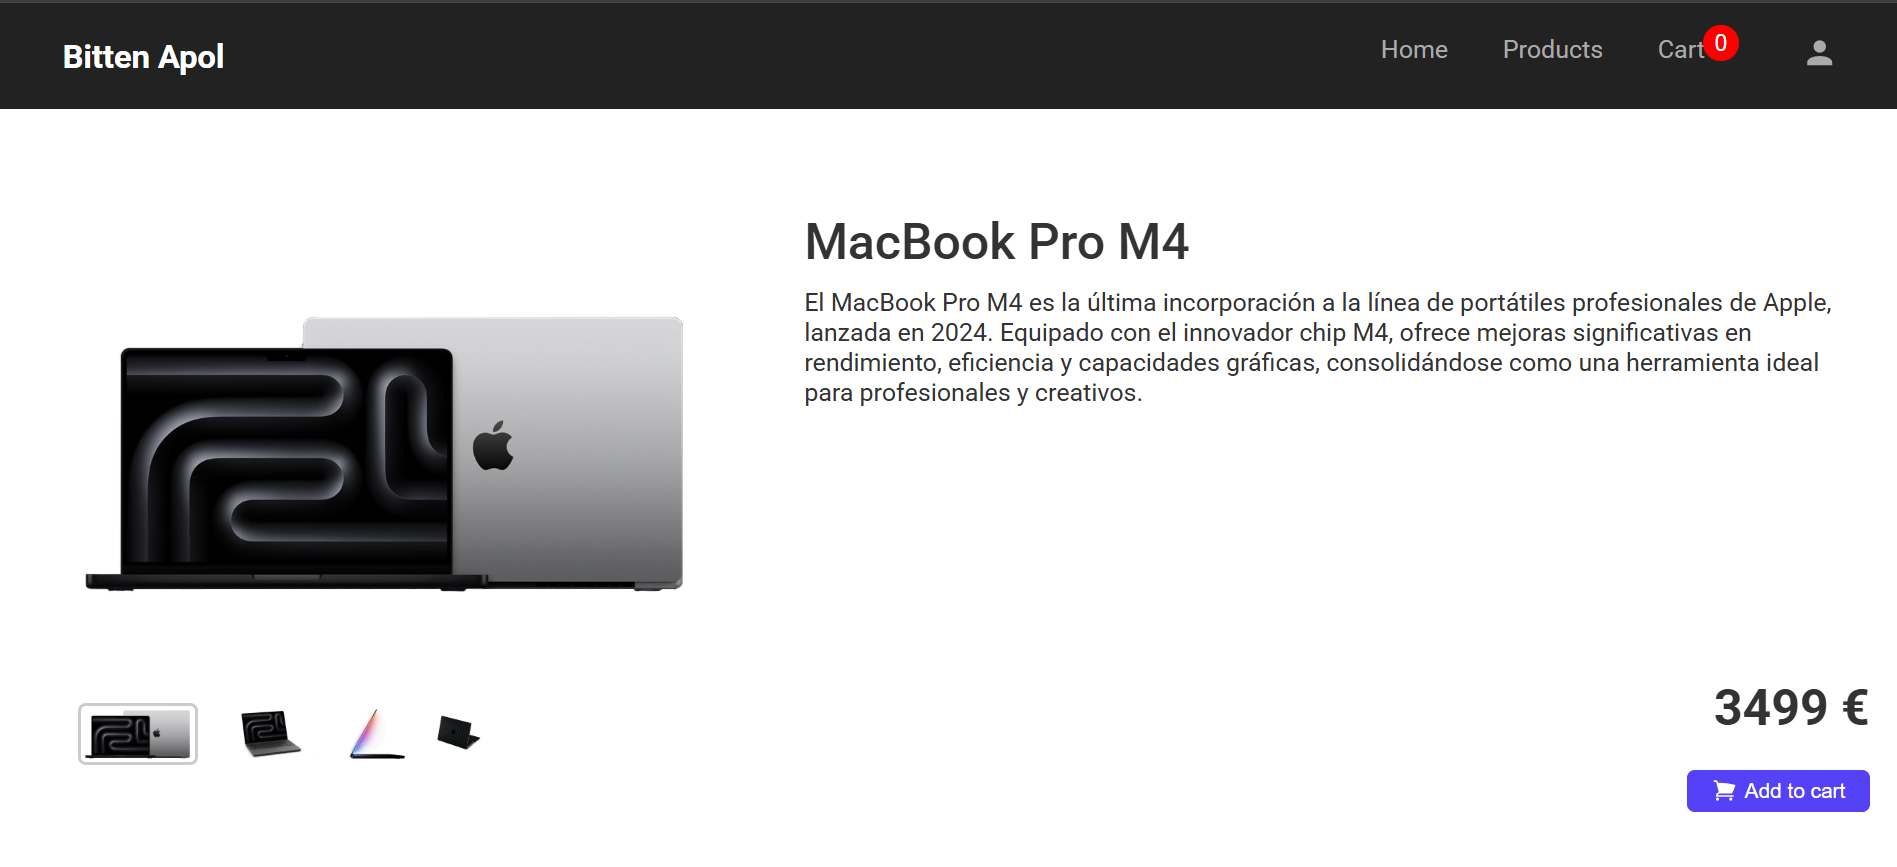 Bitten Apol
Home
Products
Cart
0
MacBook Pro M4
El MacBook Pro M4 es la última incorporación a la línea de portátiles profesionales de Apple,
lanzada en 2024. Equipado con el innovador chip M4, ofrece mejoras significativas en
rendimiento, eficiencia y capacidades gráficas, consolidándose como una herramienta ideal
para profesionales y creativos.
3499 €
Add to cart